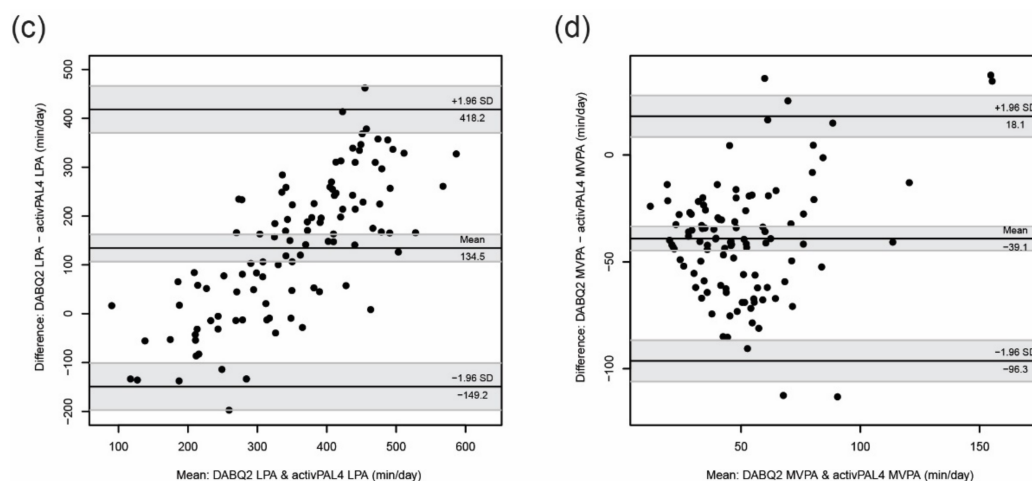 (c)
Difference: DABQ2 LPA − activPAL4 LPA (min/day)
500
400
300
200
100
0
−100
−200
+1.96 SD
418.2
Mean
134.5
−1.96 SD
−149.2
100
200
300
400
500
600
Mean: DABQ2 LPA & activPAL4 LPA (min/day)
(d)
Difference: DABQ2 MVPA − activPAL4 MVPA (min/day)
0
−50
−100
+1.96 SD
18.1
Mean
−39.1
−1.96 SD
−96.3
50
100
150
Mean: DABQ2 MVPA & activPAL4 MVPA (min/day)